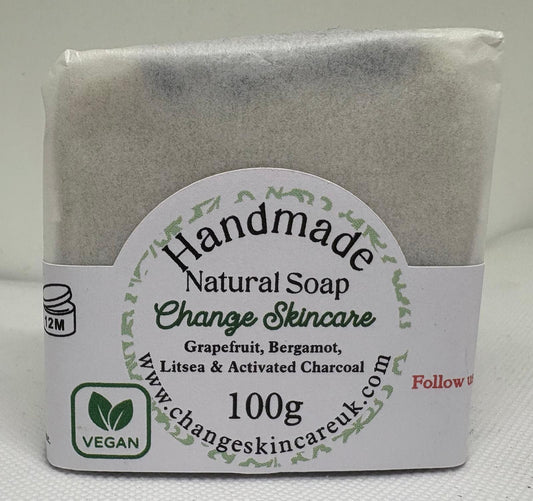 Handmade
Natural Soap
Change Skincare
Grapefruit, Bergamot,
Litsea & Activated Charcoal
100g
www.changeskincareuk.com
12M
VEGAN
Follow